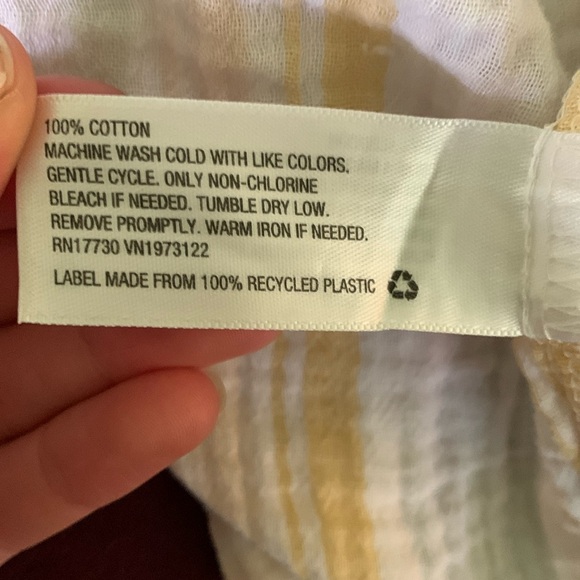 100% COTTON
MACHINE WASH COLD WITH LIKE COLORS.
GENTLE CYCLE. ONLY NON-CHLORINE
BLEACH IF NEEDED. TUMBLE DRY LOW.
REMOVE PROMPTLY. WARM IRON IF NEEDED.
RN17730 VN1973122
LABEL MADE FROM 100% RECYCLED PLASTIC